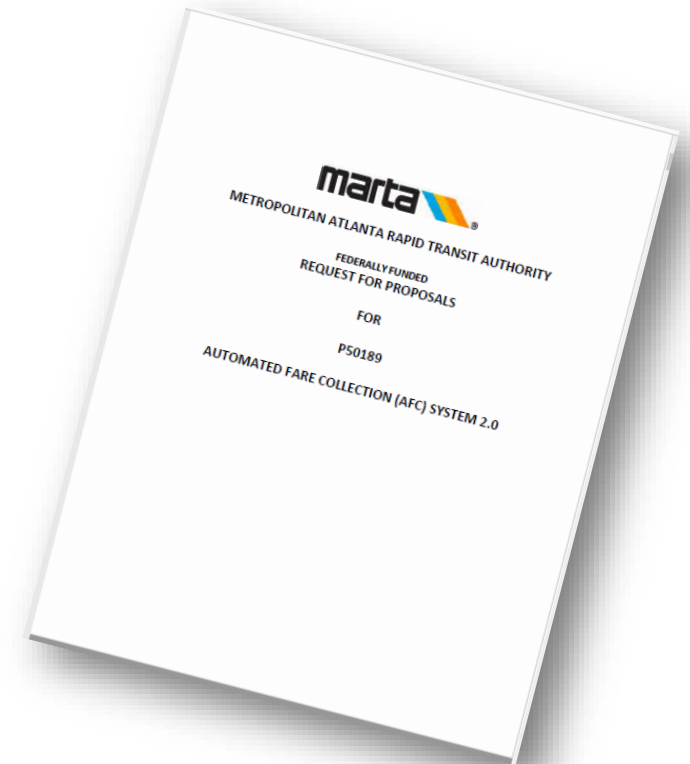 marta®
METROPOLITAN ATLANTA RAPID TRANSIT AUTHORITY
FEDERALLY FUNDED
REQUEST FOR PROPOSALS
FOR
P50189
AUTOMATED FARE COLLECTION (AFC) SYSTEM 2.0